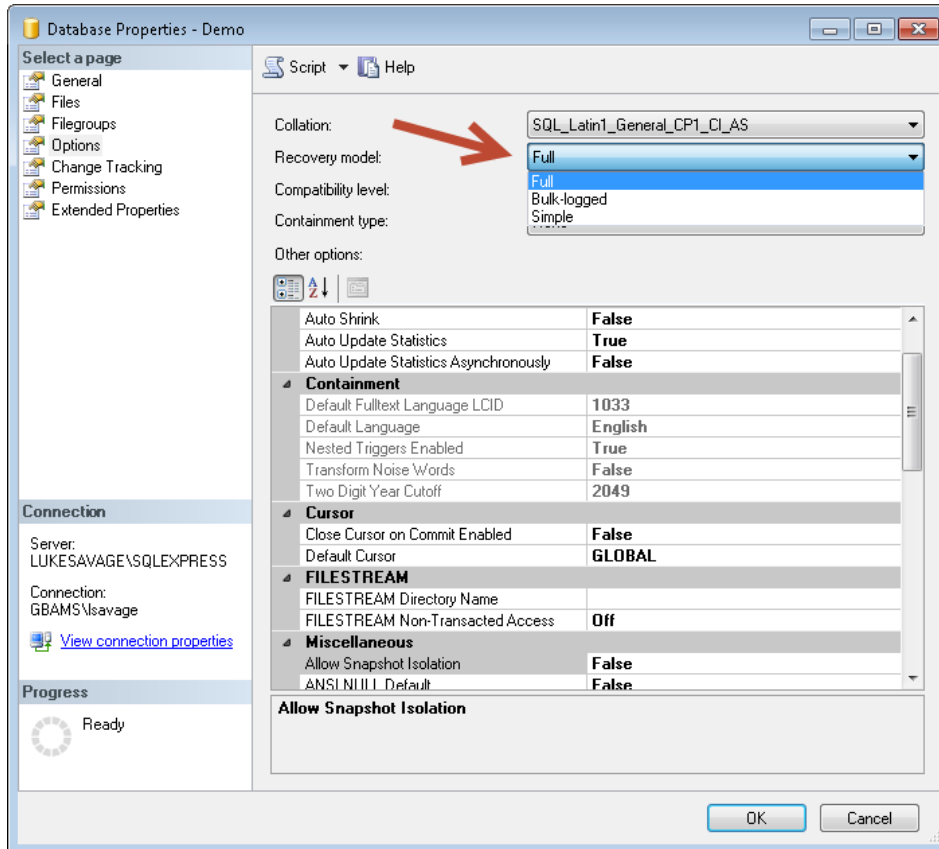 Database Properties - Demo
Select a page
General
Files
Filegroups
Options
Change Tracking
Permissions
Extended Properties
Script
Help
Collation:
SQL_Latin1_General_CP1_CI_AS
Recovery model:
Full
Full
Bulk-logged
Simple
Compatibility level:
Containment type:
Other options:
Auto Shrink False
Auto Update Statistics True
Auto Update Statistics Asynchronously False
Containment
Default Fulltext Language LCID 1033
Default Language English
Nested Triggers Enabled True
Transform Noise Words False
Two Digit Year Cutoff 2049
Cursor
Close Cursor on Commit Enabled False
Default Cursor GLOBAL
FILESTREAM
FILESTREAM Directory Name
FILESTREAM Non-Transacted Access Off
Miscellaneous
Allow Snapshot Isolation False
ANSI NULL Default False
Allow Snapshot Isolation
Connection
Server:
LUKESAVAGE\SQLEXPRESS
Connection:
GBAMS\lsavage
View connection properties
Progress
Ready
OK
Cancel